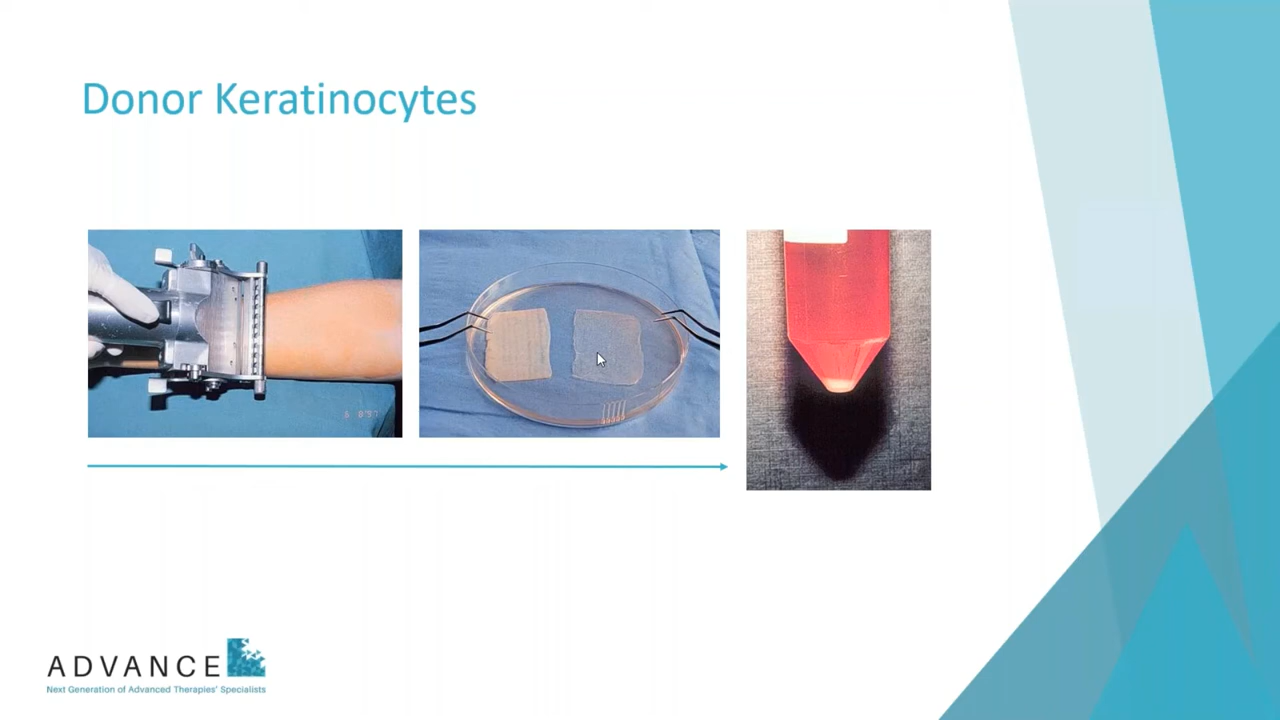 Donor Keratinocytes
ADVANCE
Next Generation of Advanced Therapies' Specialists